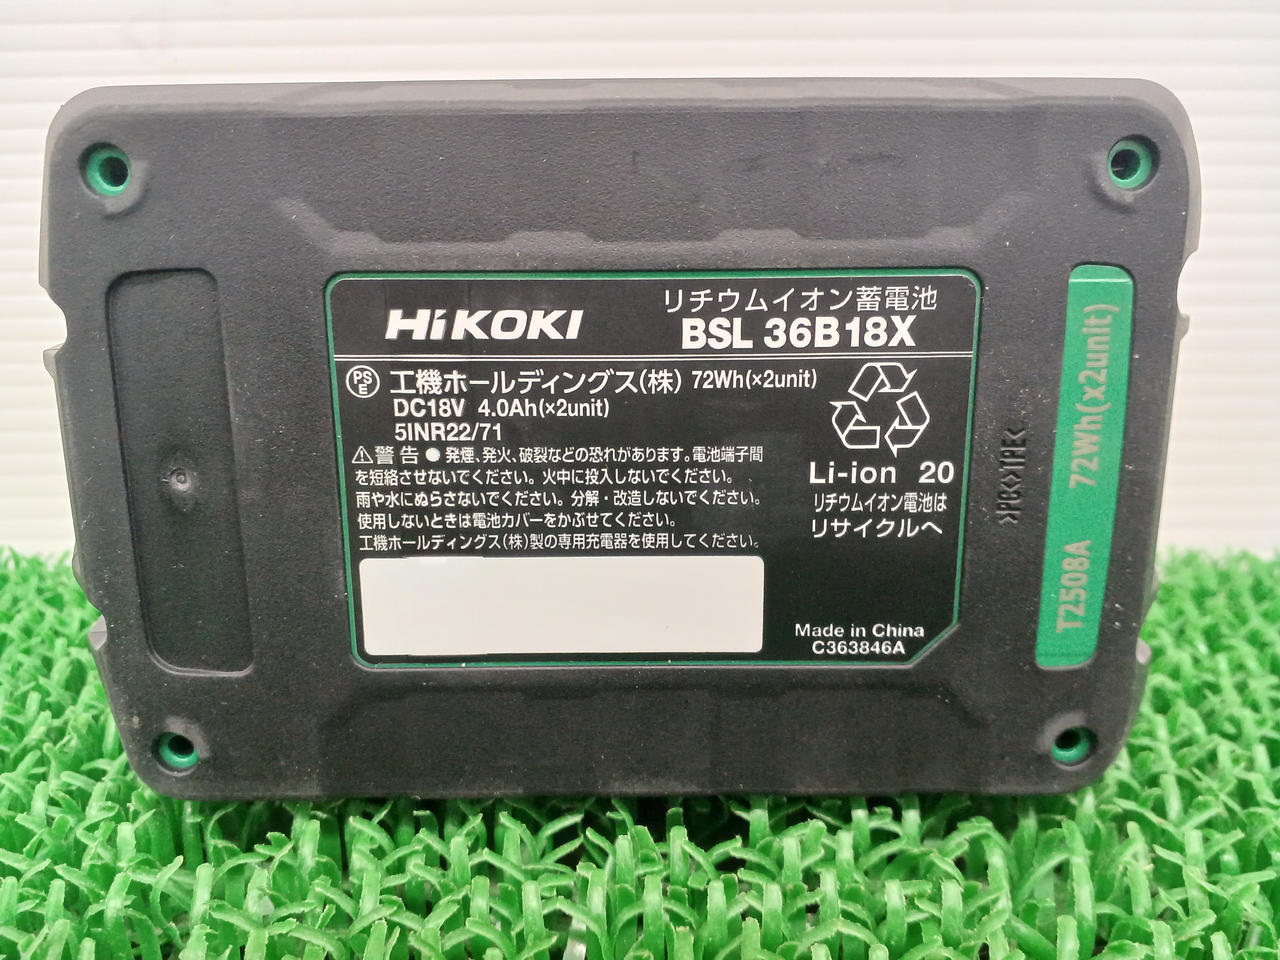 HiKOKI
リチウムイオン蓄電池
BSL 36B18X
PSE 工機ホールディングス(株) 72Wh(×2unit)
DC18V 4.0Ah(×2unit)
5INR22/71
⚠警告 ●発煙、発火、破裂などの恐れがあります。電池端子間
を短絡させないでください。火中に投入しないでください。
雨や水にぬらさないでください。分解・改造しないでください。
使用しないときは電池カバーをかぶせてください。
工機ホールディングス(株)製の専用充電器を使用してください。
Li-ion 20
リチウムイオン電池は
リサイクルへ
Made in China
C363846A
>PC<>TPE<
T2508A 72Wh(x2unit)